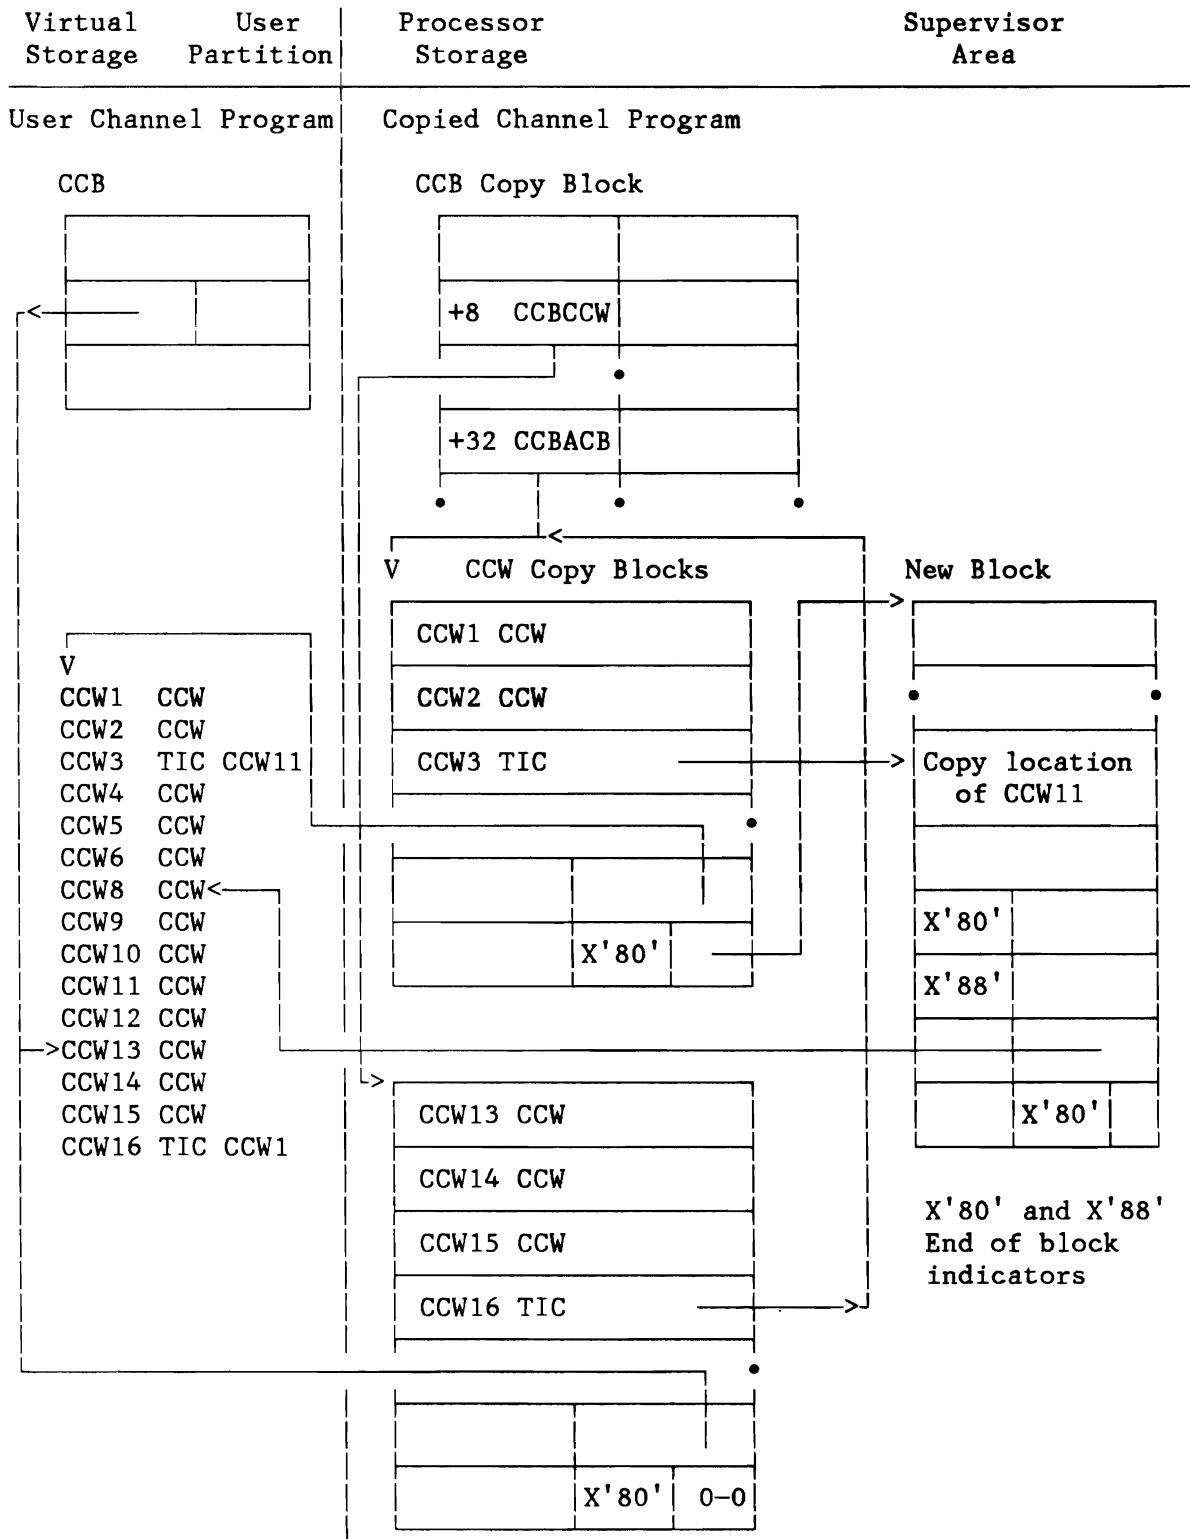 Virtual User Processor Supervisor
Storage Partition Storage Area
User Channel Program Copied Channel Program
CCB CCB Copy Block
+8 CCBCCW
+32 CCBACB
V CCW Copy Blocks New Block
CCW1 CCW
V
CCW1 CCW CCW2 CCW
CCW2 CCW
CCW3 TIC CCW11 CCW3 TIC Copy location
CCW4 CCW of CCW11
CCW5 CCW
CCW6 CCW
CCW8 CCW
CCW9 CCW X'80'
CCW10 CCW X'80'
CCW11 CCW X'88'
CCW12 CCW
CCW13 CCW
CCW14 CCW
CCW15 CCW CCW13 CCW X'80'
CCW16 TIC CCW1
CCW14 CCW
X'80' and X'88'
CCW15 CCW End of block
indicators
CCW16 TIC
X'80' 0-0